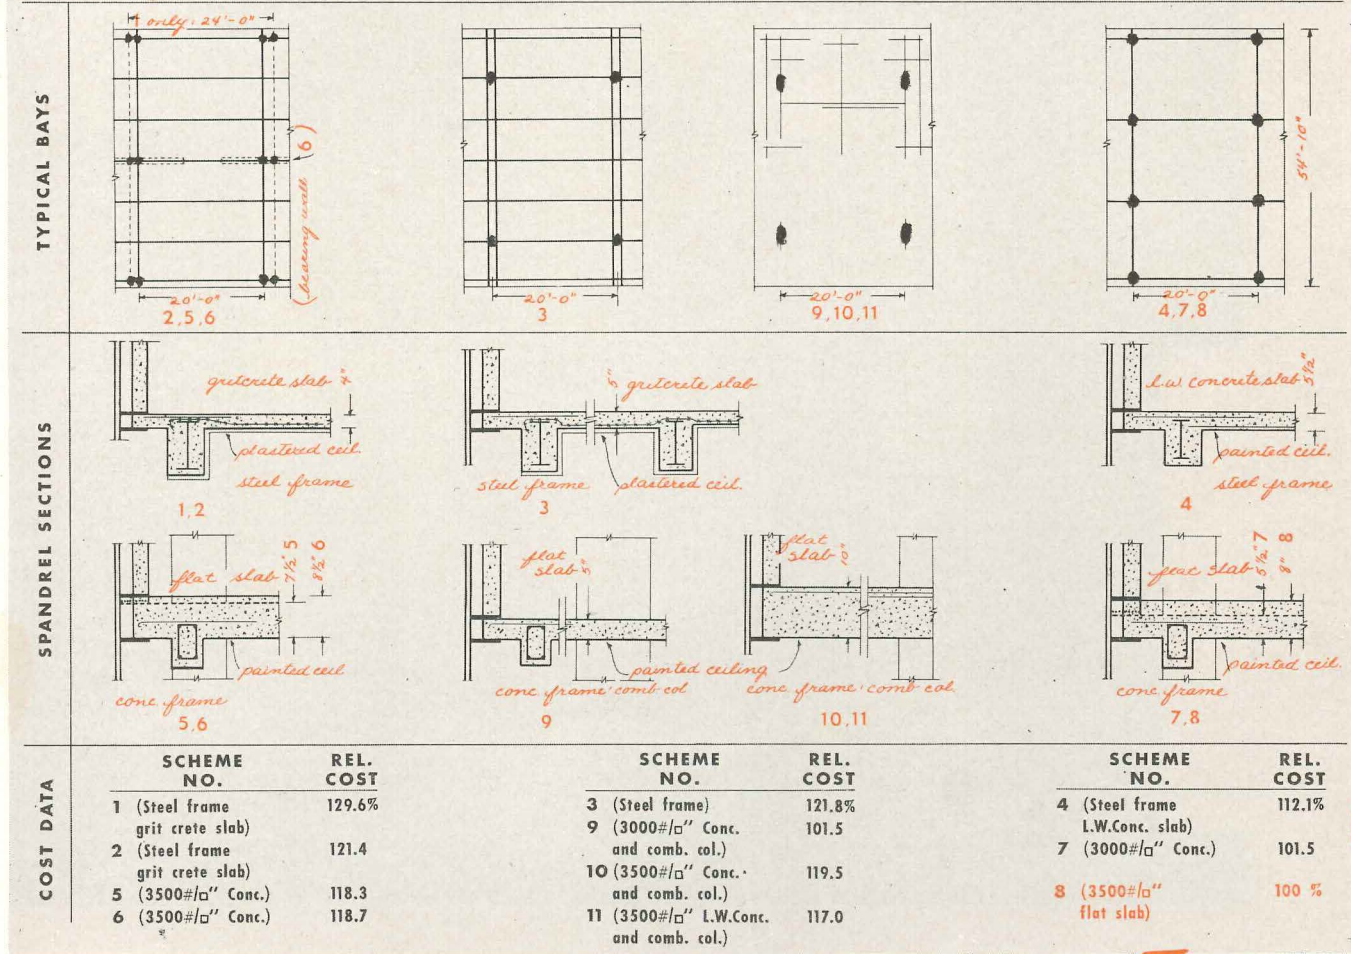 TYPICAL BAYS
1 only: 24'-0"
(bearing wall 6)
20'-0"
2,5,6
20'-0"
3
20'-0"
9,10,11
54'-10"
20'-0"
4,7,8
SPANDREL SECTIONS
gritcrete slab 4"
plastered ceil.
steel frame
1,2
5" gritcrete slab
steel frame plastered ceil.
3
l.w. concrete slab 5½"
painted ceil.
steel frame
4
flat slab 7½" 5 8½" 6
painted ceil
conc frame
5,6
flat
slab 5"
painted ceiling
conc frame · comb col
9
flat
slab 10"
conc frame · comb col.
10,11
flat slab 5½" 7 8" 8
painted ceil.
conc frame
7,8
COST DATA
SCHEME REL.
NO. COST
1 (Steel frame 129.6%
grit crete slab)
2 (Steel frame 121.4
grit crete slab)
5 (3500#/□" Conc.) 118.3
6 (3500#/□" Conc.) 118.7
SCHEME REL.
NO. COST
3 (Steel frame) 121.8%
9 (3000#/□" Conc. 101.5
and comb. col.)
10 (3500#/□" Conc. 119.5
and comb. col.)
11 (3500#/□" L.W.Conc. 117.0
and comb. col.)
SCHEME REL.
NO. COST
4 (Steel frame 112.1%
L.W.Conc. slab)
7 (3000#/□" Conc.) 101.5
8 (3500#/□" 100 %
flat slab)